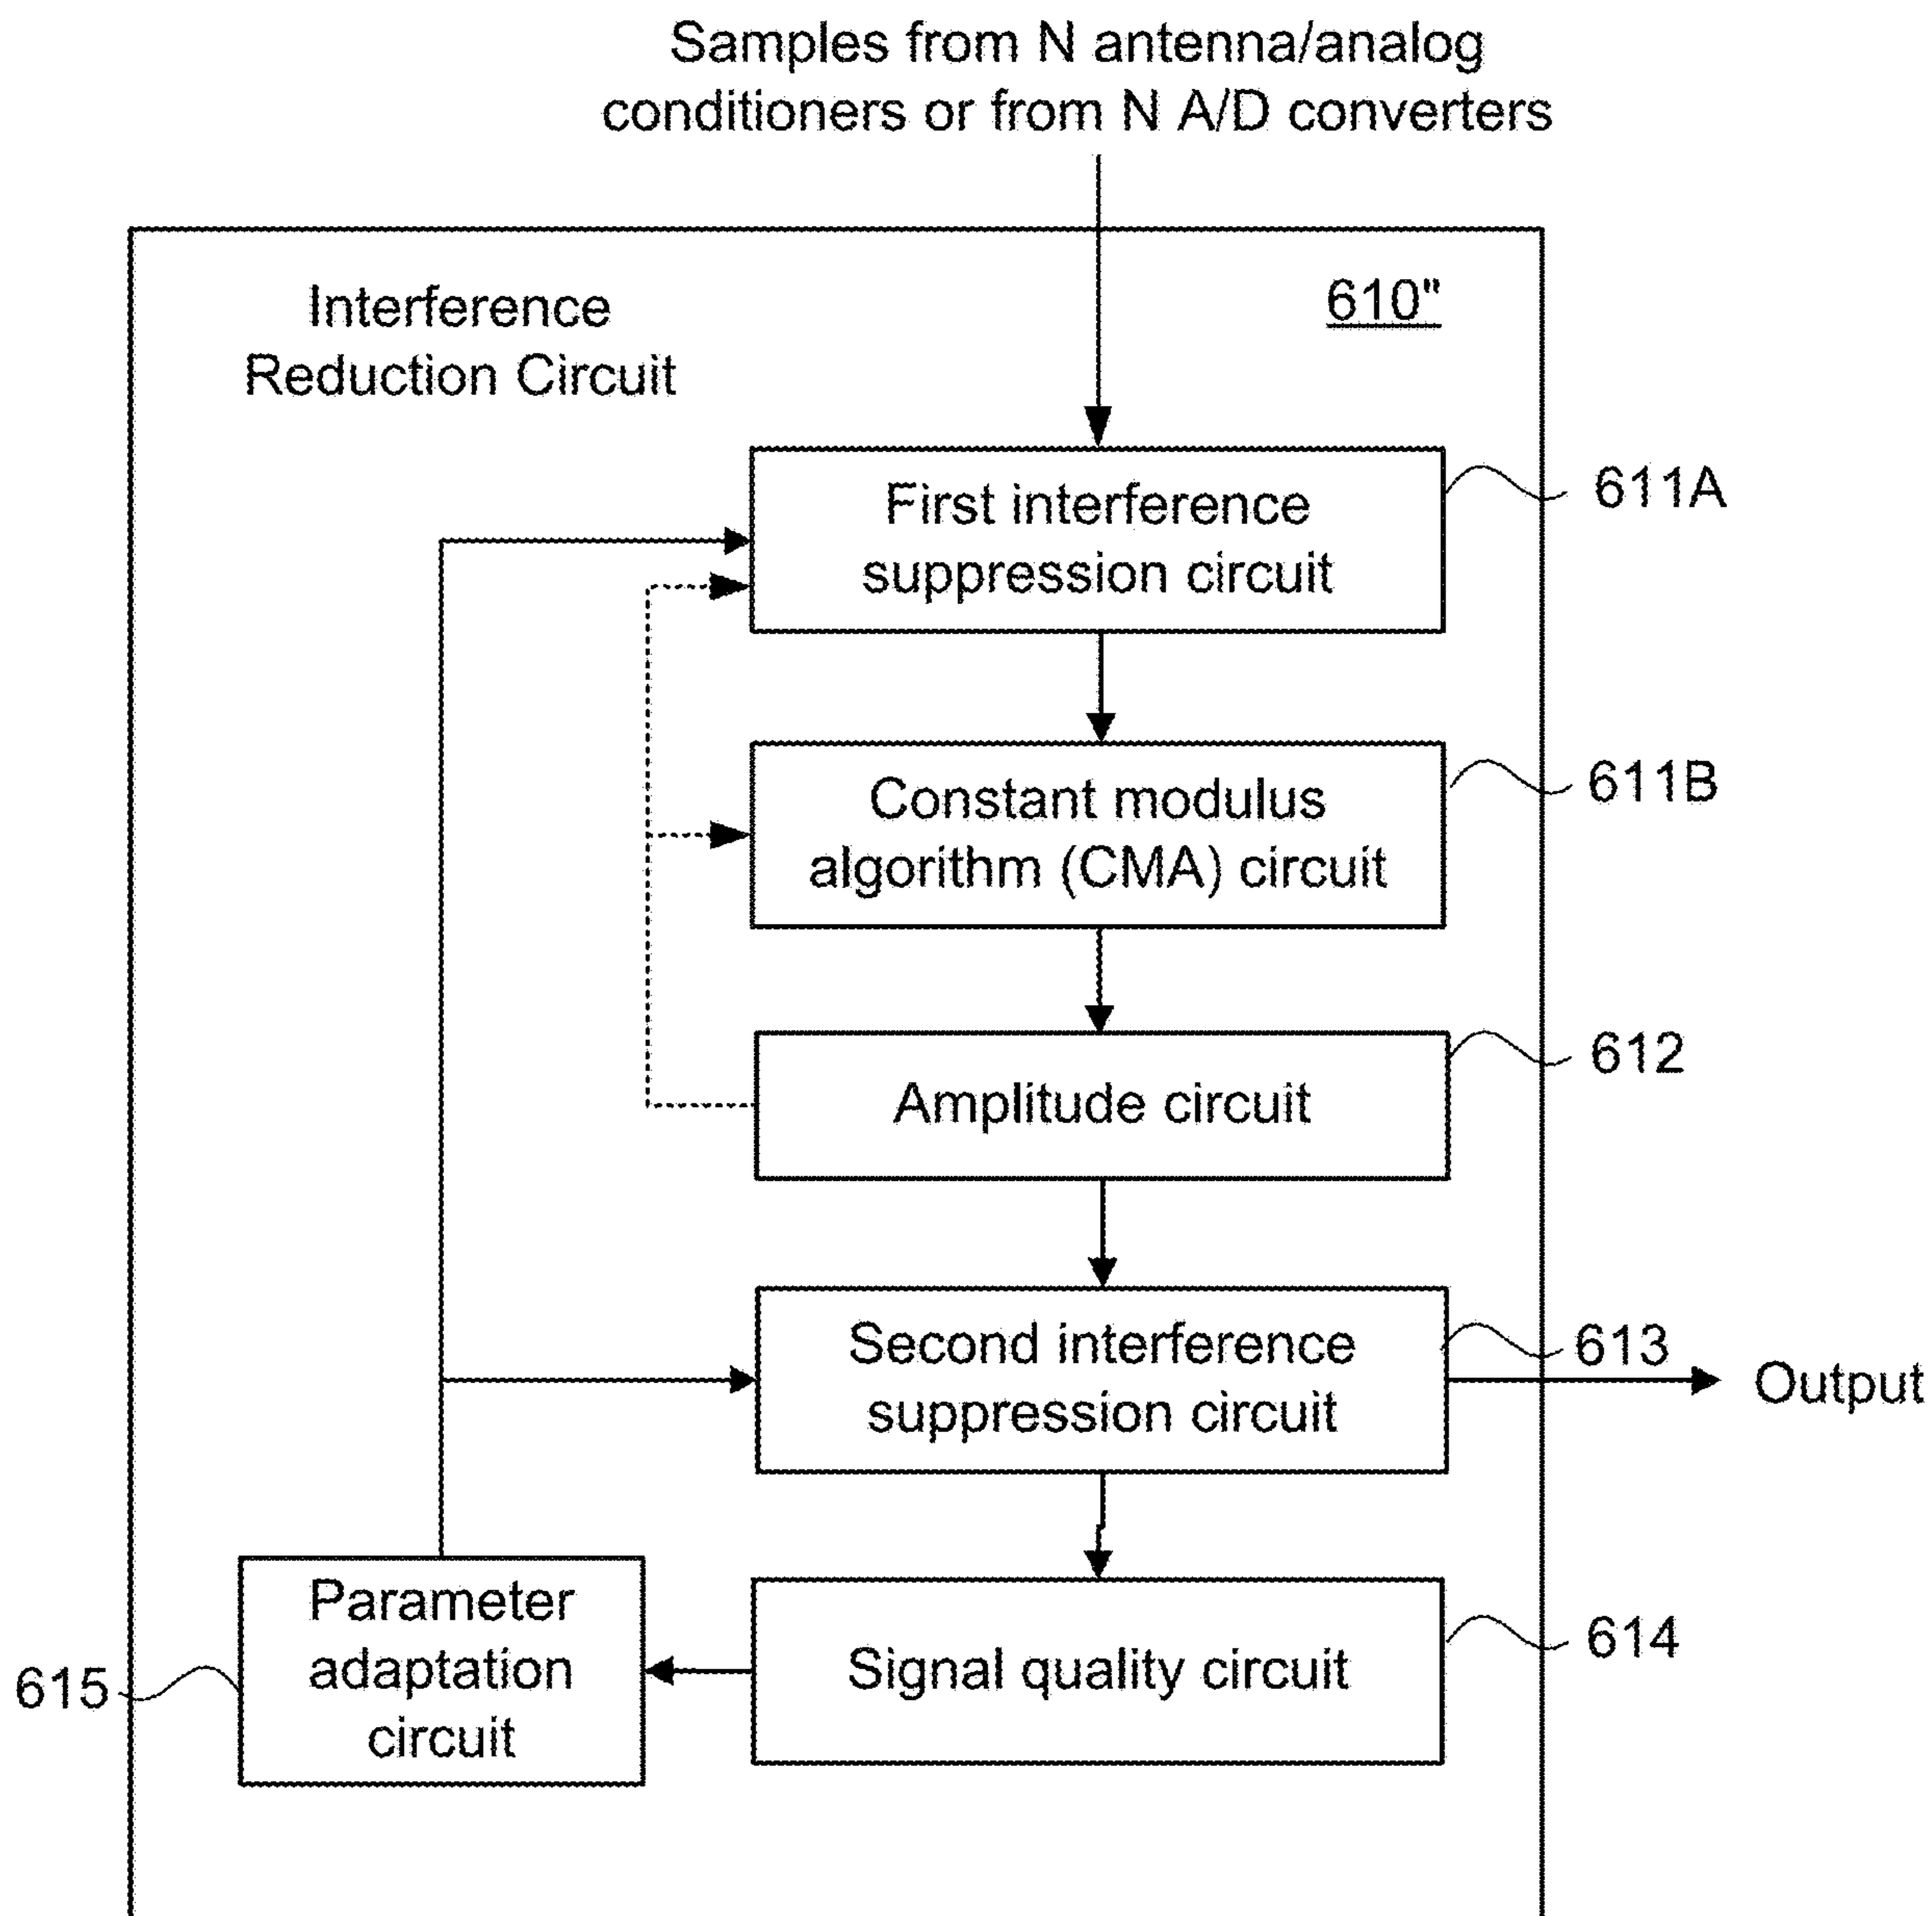 Samples from N antenna/analog
conditioners or from N A/D converters
Interference
Reduction Circuit
610"
First interference
suppression circuit
611A
Constant modulus
algorithm (CMA) circuit
611B
Amplitude circuit
612
Second interference
suppression circuit
613
Output
Parameter
adaptation
circuit
615
Signal quality circuit
614